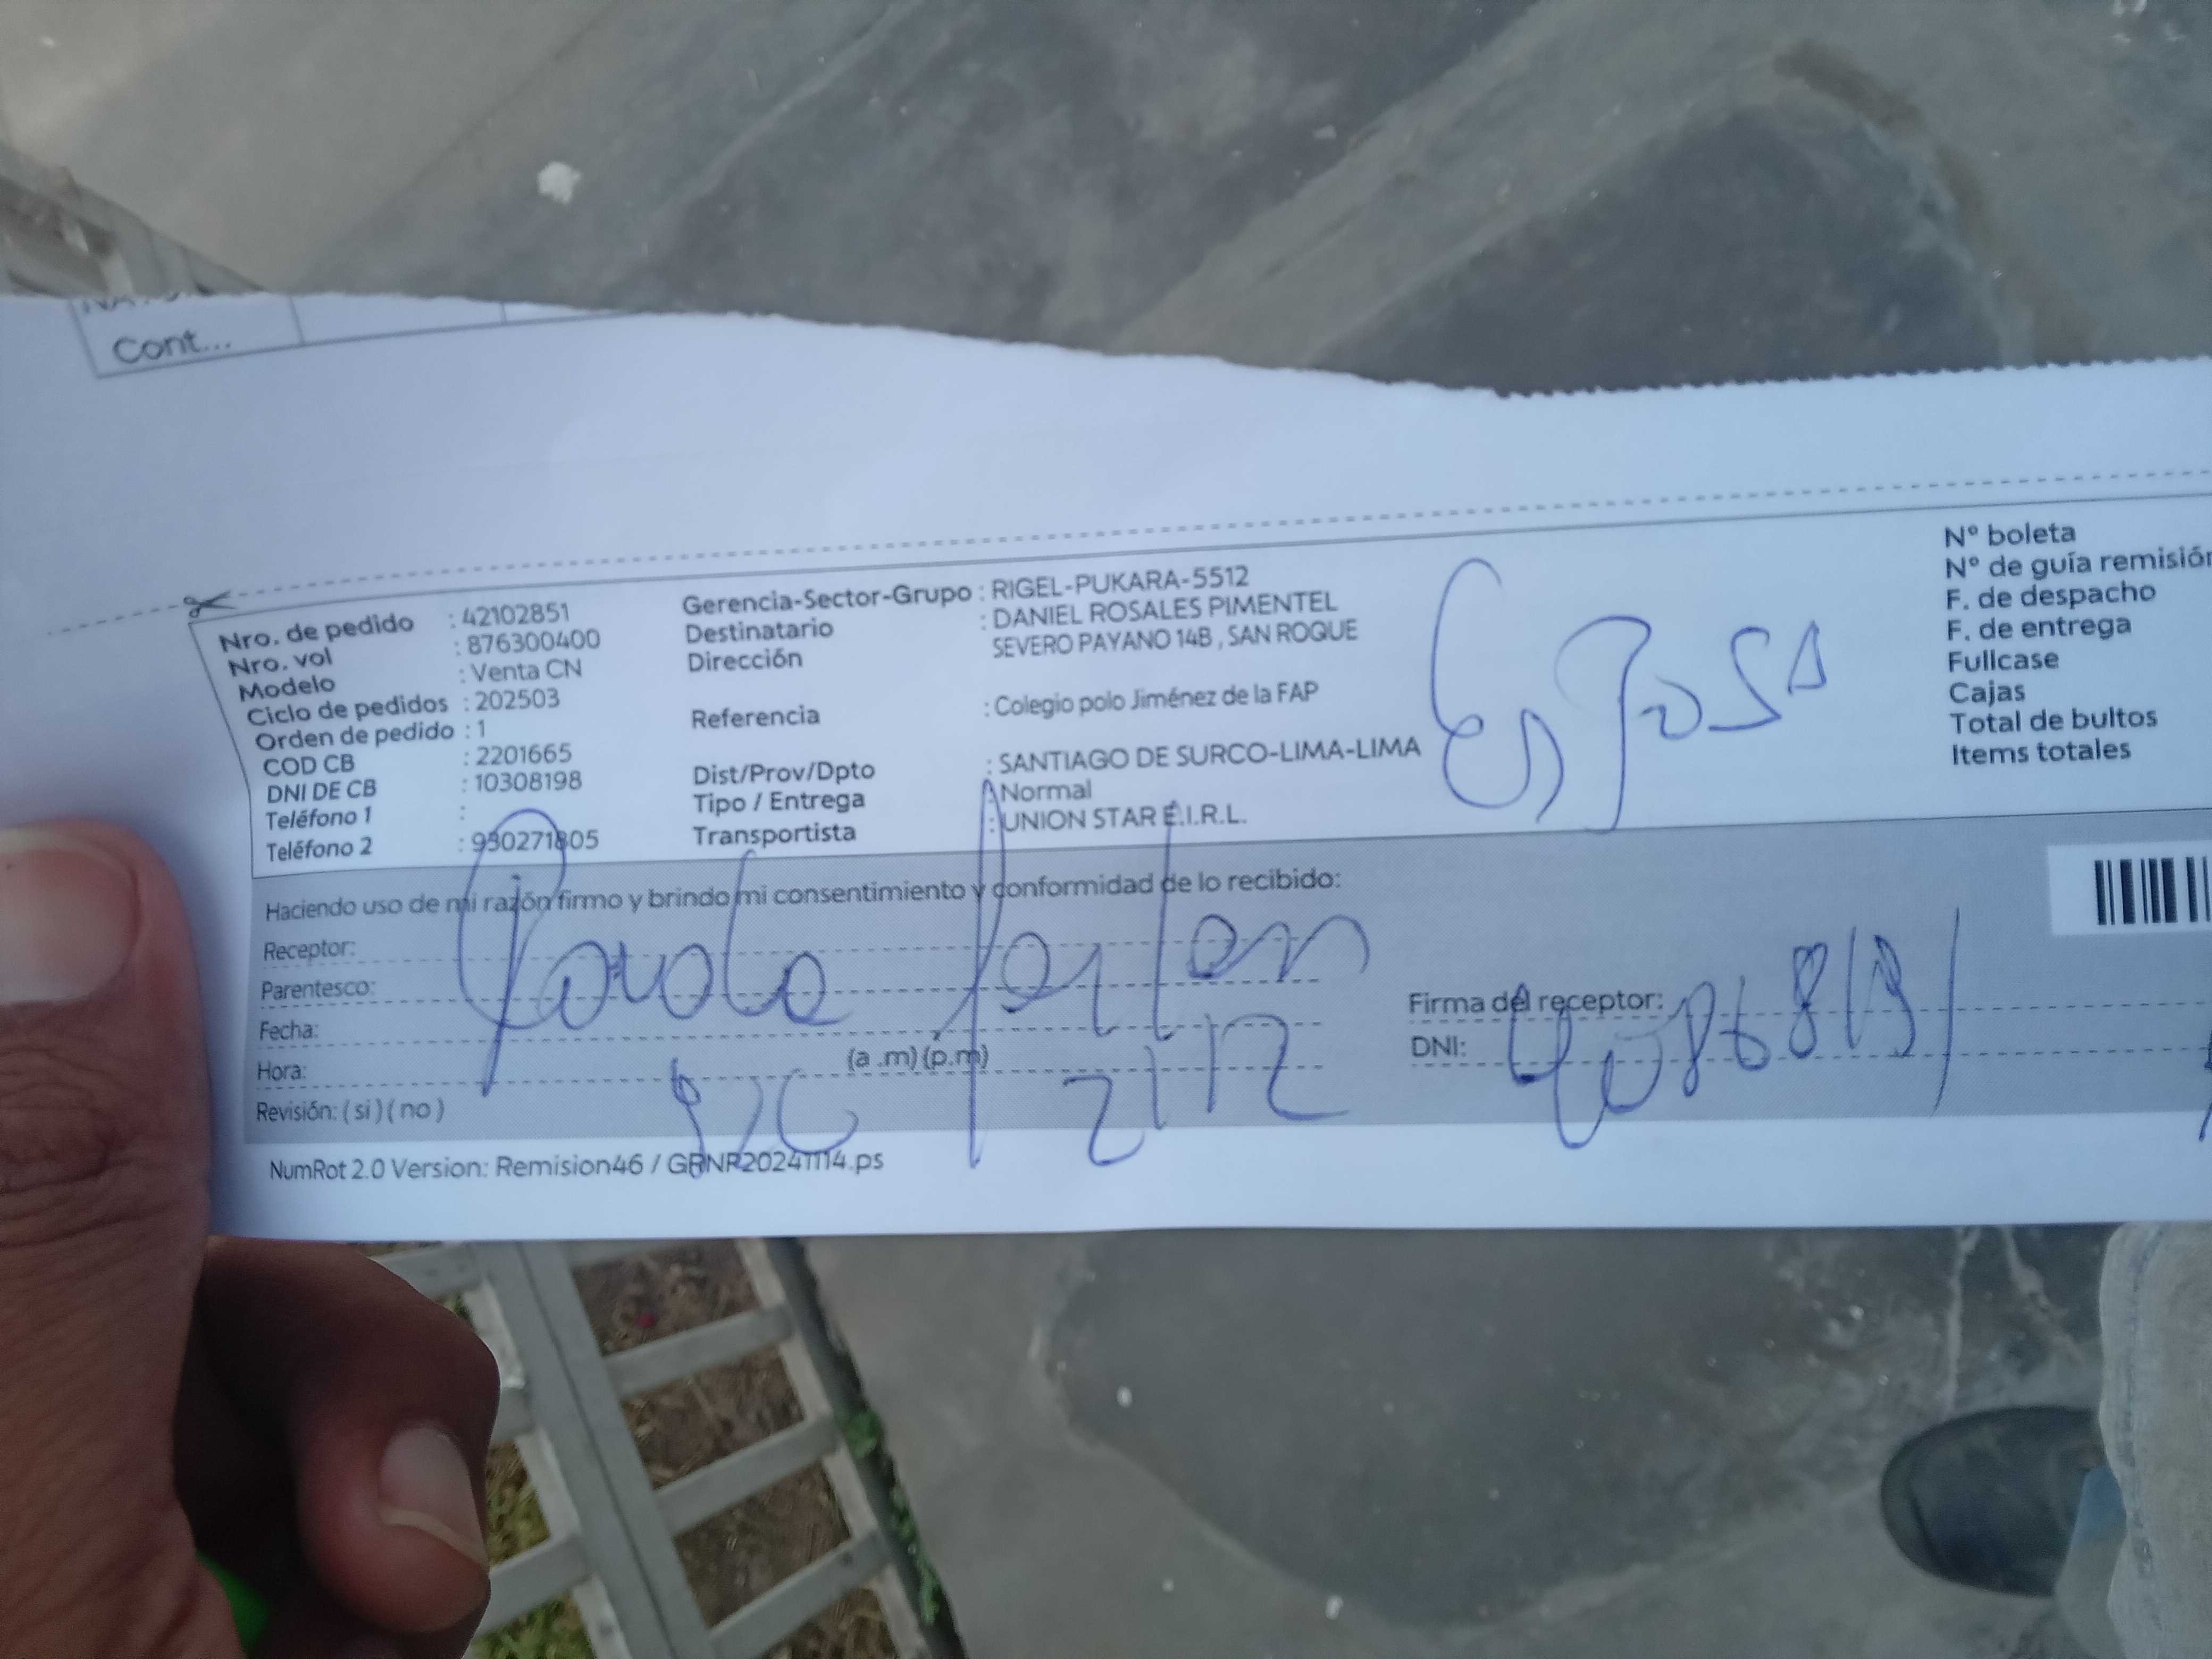 Cont...
Nro. de pedido : 42102851
Nro. vol : 876300400
Modelo : Venta CN
Ciclo de pedidos : 202503
Orden de pedido : 1
COD CB : 2201665
DNI DE CB : 10308198
Teléfono 1 :
Teléfono 2 : 930271805
Gerencia-Sector-Grupo : RIGEL-PUKARA-5512
Destinatario : DANIEL ROSALES PIMENTEL
Dirección SEVERO PAYANO 14B , SAN ROQUE
Referencia : Colegio polo Jiménez de la FAP
Dist/Prov/Dpto : SANTIAGO DE SURCO-LIMA-LIMA
Tipo / Entrega : Normal
Transportista : UNION STAR E.I.R.L.
Esposa
N° boleta
N° de guía remisión
F. de despacho
F. de entrega
Fullcase
Cajas
Total de bultos
Items totales
Haciendo uso de mi razón firmo y brindo mi consentimiento y conformidad de lo recibido:
Receptor:
Parentesco:
Fecha:
Hora: (a .m) (p.m)
Revisión: ( si ) ( no )
21 12
Firma del receptor:
DNI:
NumRot 2.0 Version: Remision46 / GRNP20241114.ps